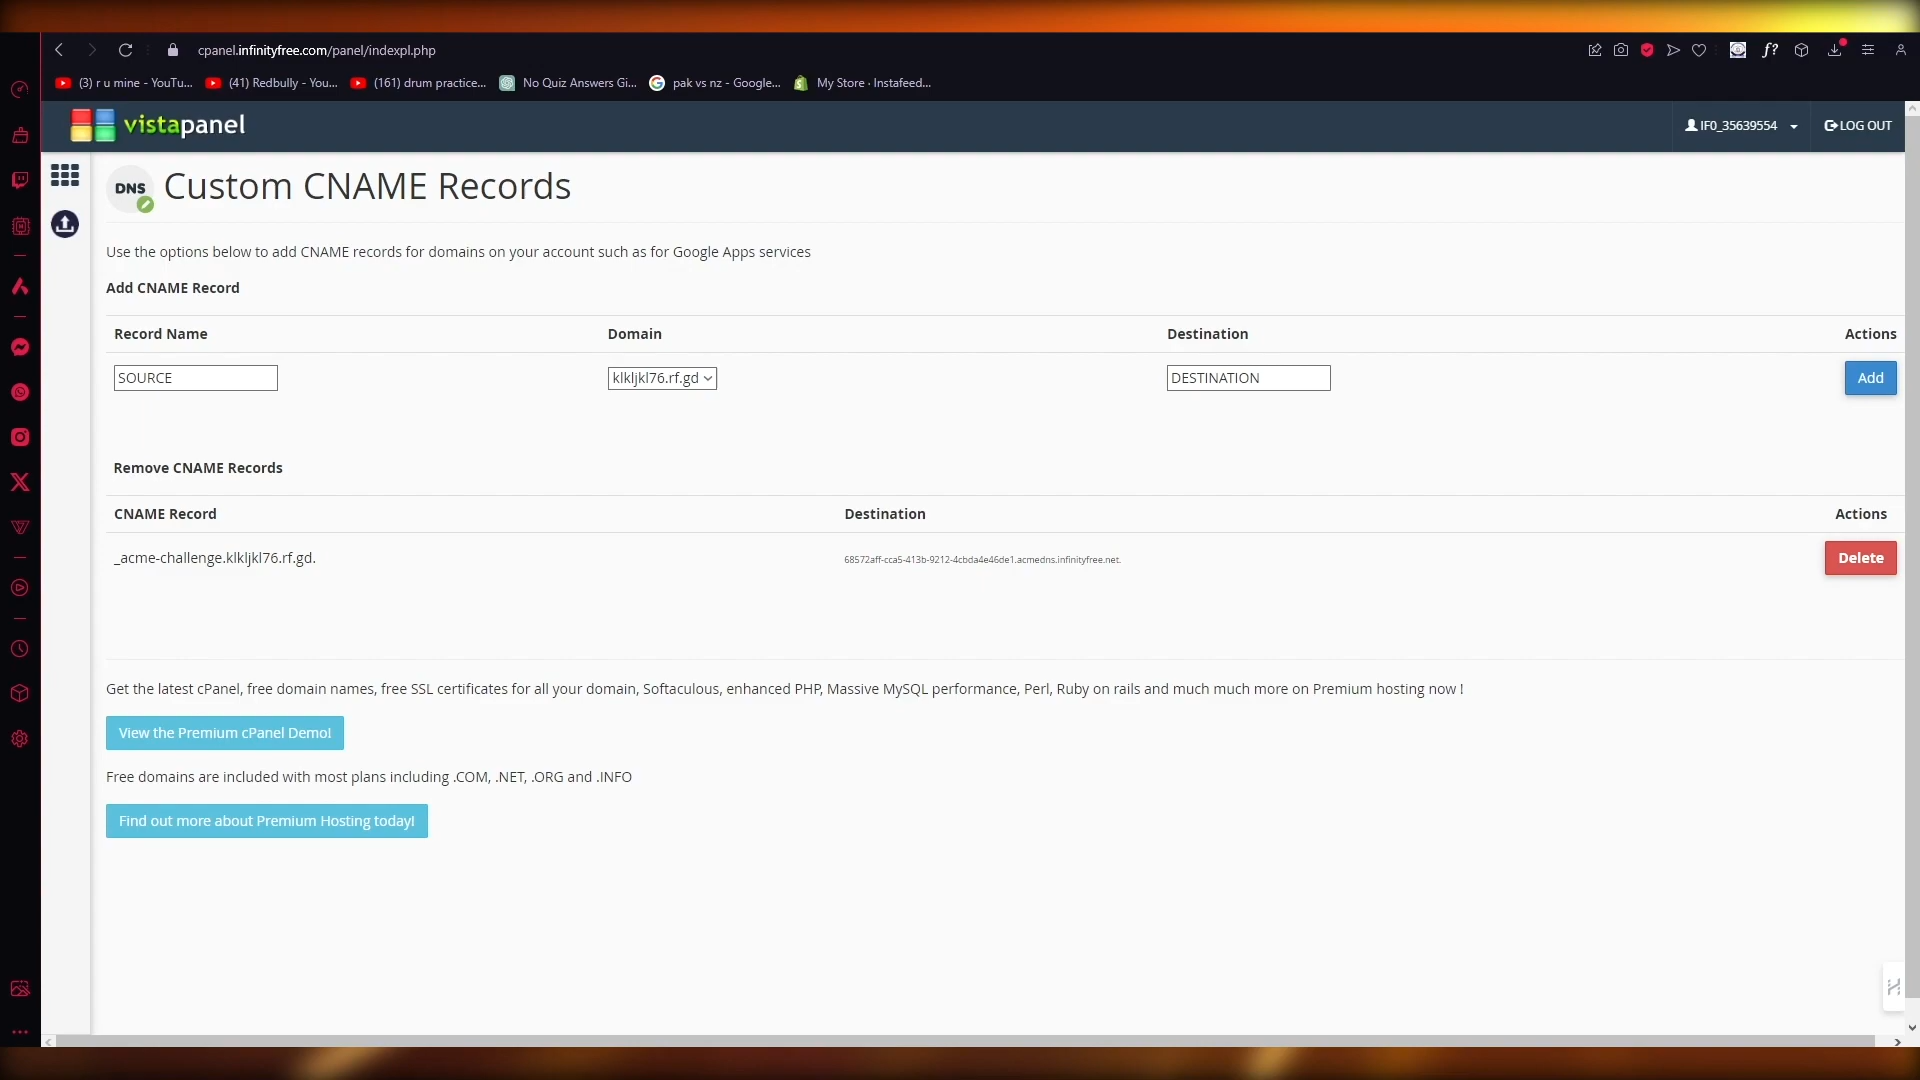 cpanel.infinityfree.com/panel/indexpl.php
f?
(3) r u mine - YouTu...
(41) Redbully - You...
(161) drum practice...
No Quiz Answers Gi...
pak vs nz - Google...
My Store · Instafeed...
vistapanel
IF0_35639554
LOG OUT
DNS
Custom CNAME Records
Use the options below to add CNAME records for domains on your account such as for Google Apps services
Add CNAME Record
Record Name Domain Destination Actions
SOURCE klkljkl76.rf.gd DESTINATION Add
Remove CNAME Records
CNAME Record Destination Actions
_acme-challenge.klkljkl76.rf.gd. 68572aff-cca5-413b-9212-4cbda4e46de1.acmedns.infinityfree.net. Delete
Get the latest cPanel, free domain names, free SSL certificates for all your domain, Softaculous, enhanced PHP, Massive MySQL performance, Perl, Ruby on rails and much much more on Premium hosting now !
View the Premium cPanel Demo!
Free domains are included with most plans including .COM, .NET, .ORG and .INFO
Find out more about Premium Hosting today!